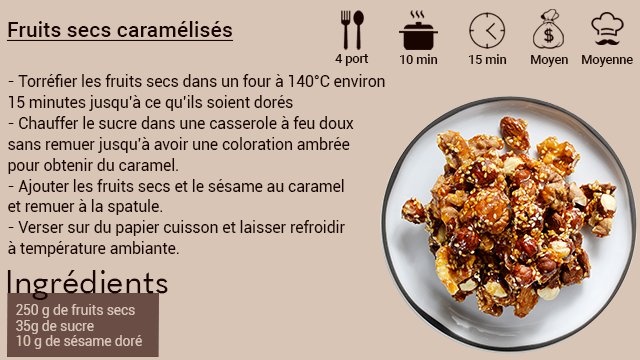 Fruits secs caramélisés
4 port
10 min
15 min
Moyen
Moyenne
- Torréfier les fruits secs dans un four à 140°C environ
15 minutes jusqu'à ce qu'ils soient dorés
- Chauffer le sucre dans une casserole à feu doux
sans remuer jusqu'à avoir une coloration ambrée
pour obtenir du caramel.
- Ajouter les fruits secs et le sésame au caramel
et remuer à la spatule.
- Verser sur du papier cuisson et laisser refroidir
à température ambiante.
Ingrédients
250 g de fruits secs
35g de sucre
10 g de sésame doré